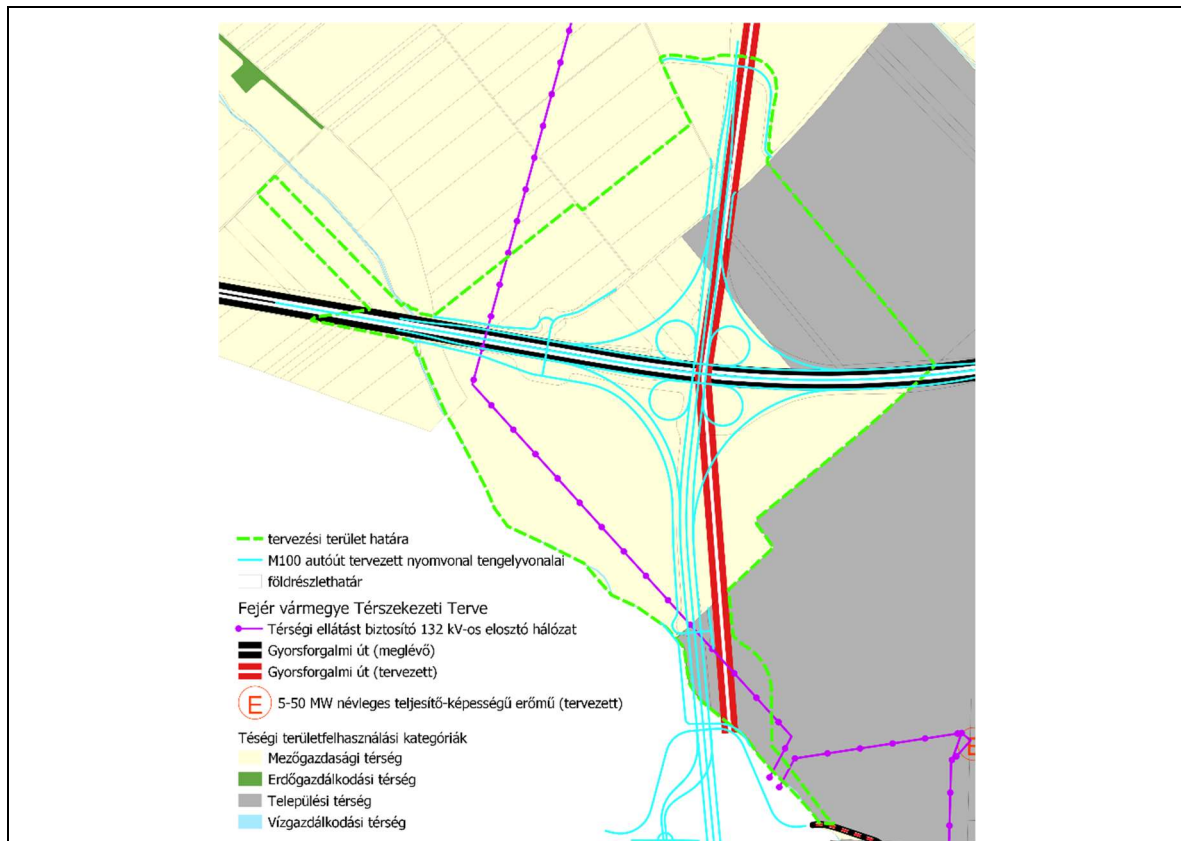 tervezési terület határa
M100 autóút tervezett nyomvonal tengelyvonalai
földrészlethatár
Fejér vármegye Térszekezeti Terve
Térségi ellátást biztosító 132 kV-os elosztó hálózat
Gyorsforgalmi út (meglévő)
Gyorsforgalmi út (tervezett)
E 5-50 MW névleges teljesítő-képességű erőmű (tervezett)
Téségi területfelhasználási kategóriák
Mezőgazdasági térség
Erdőgazdálkodási térség
Települési térség
Vízgazdálkodási térség
E